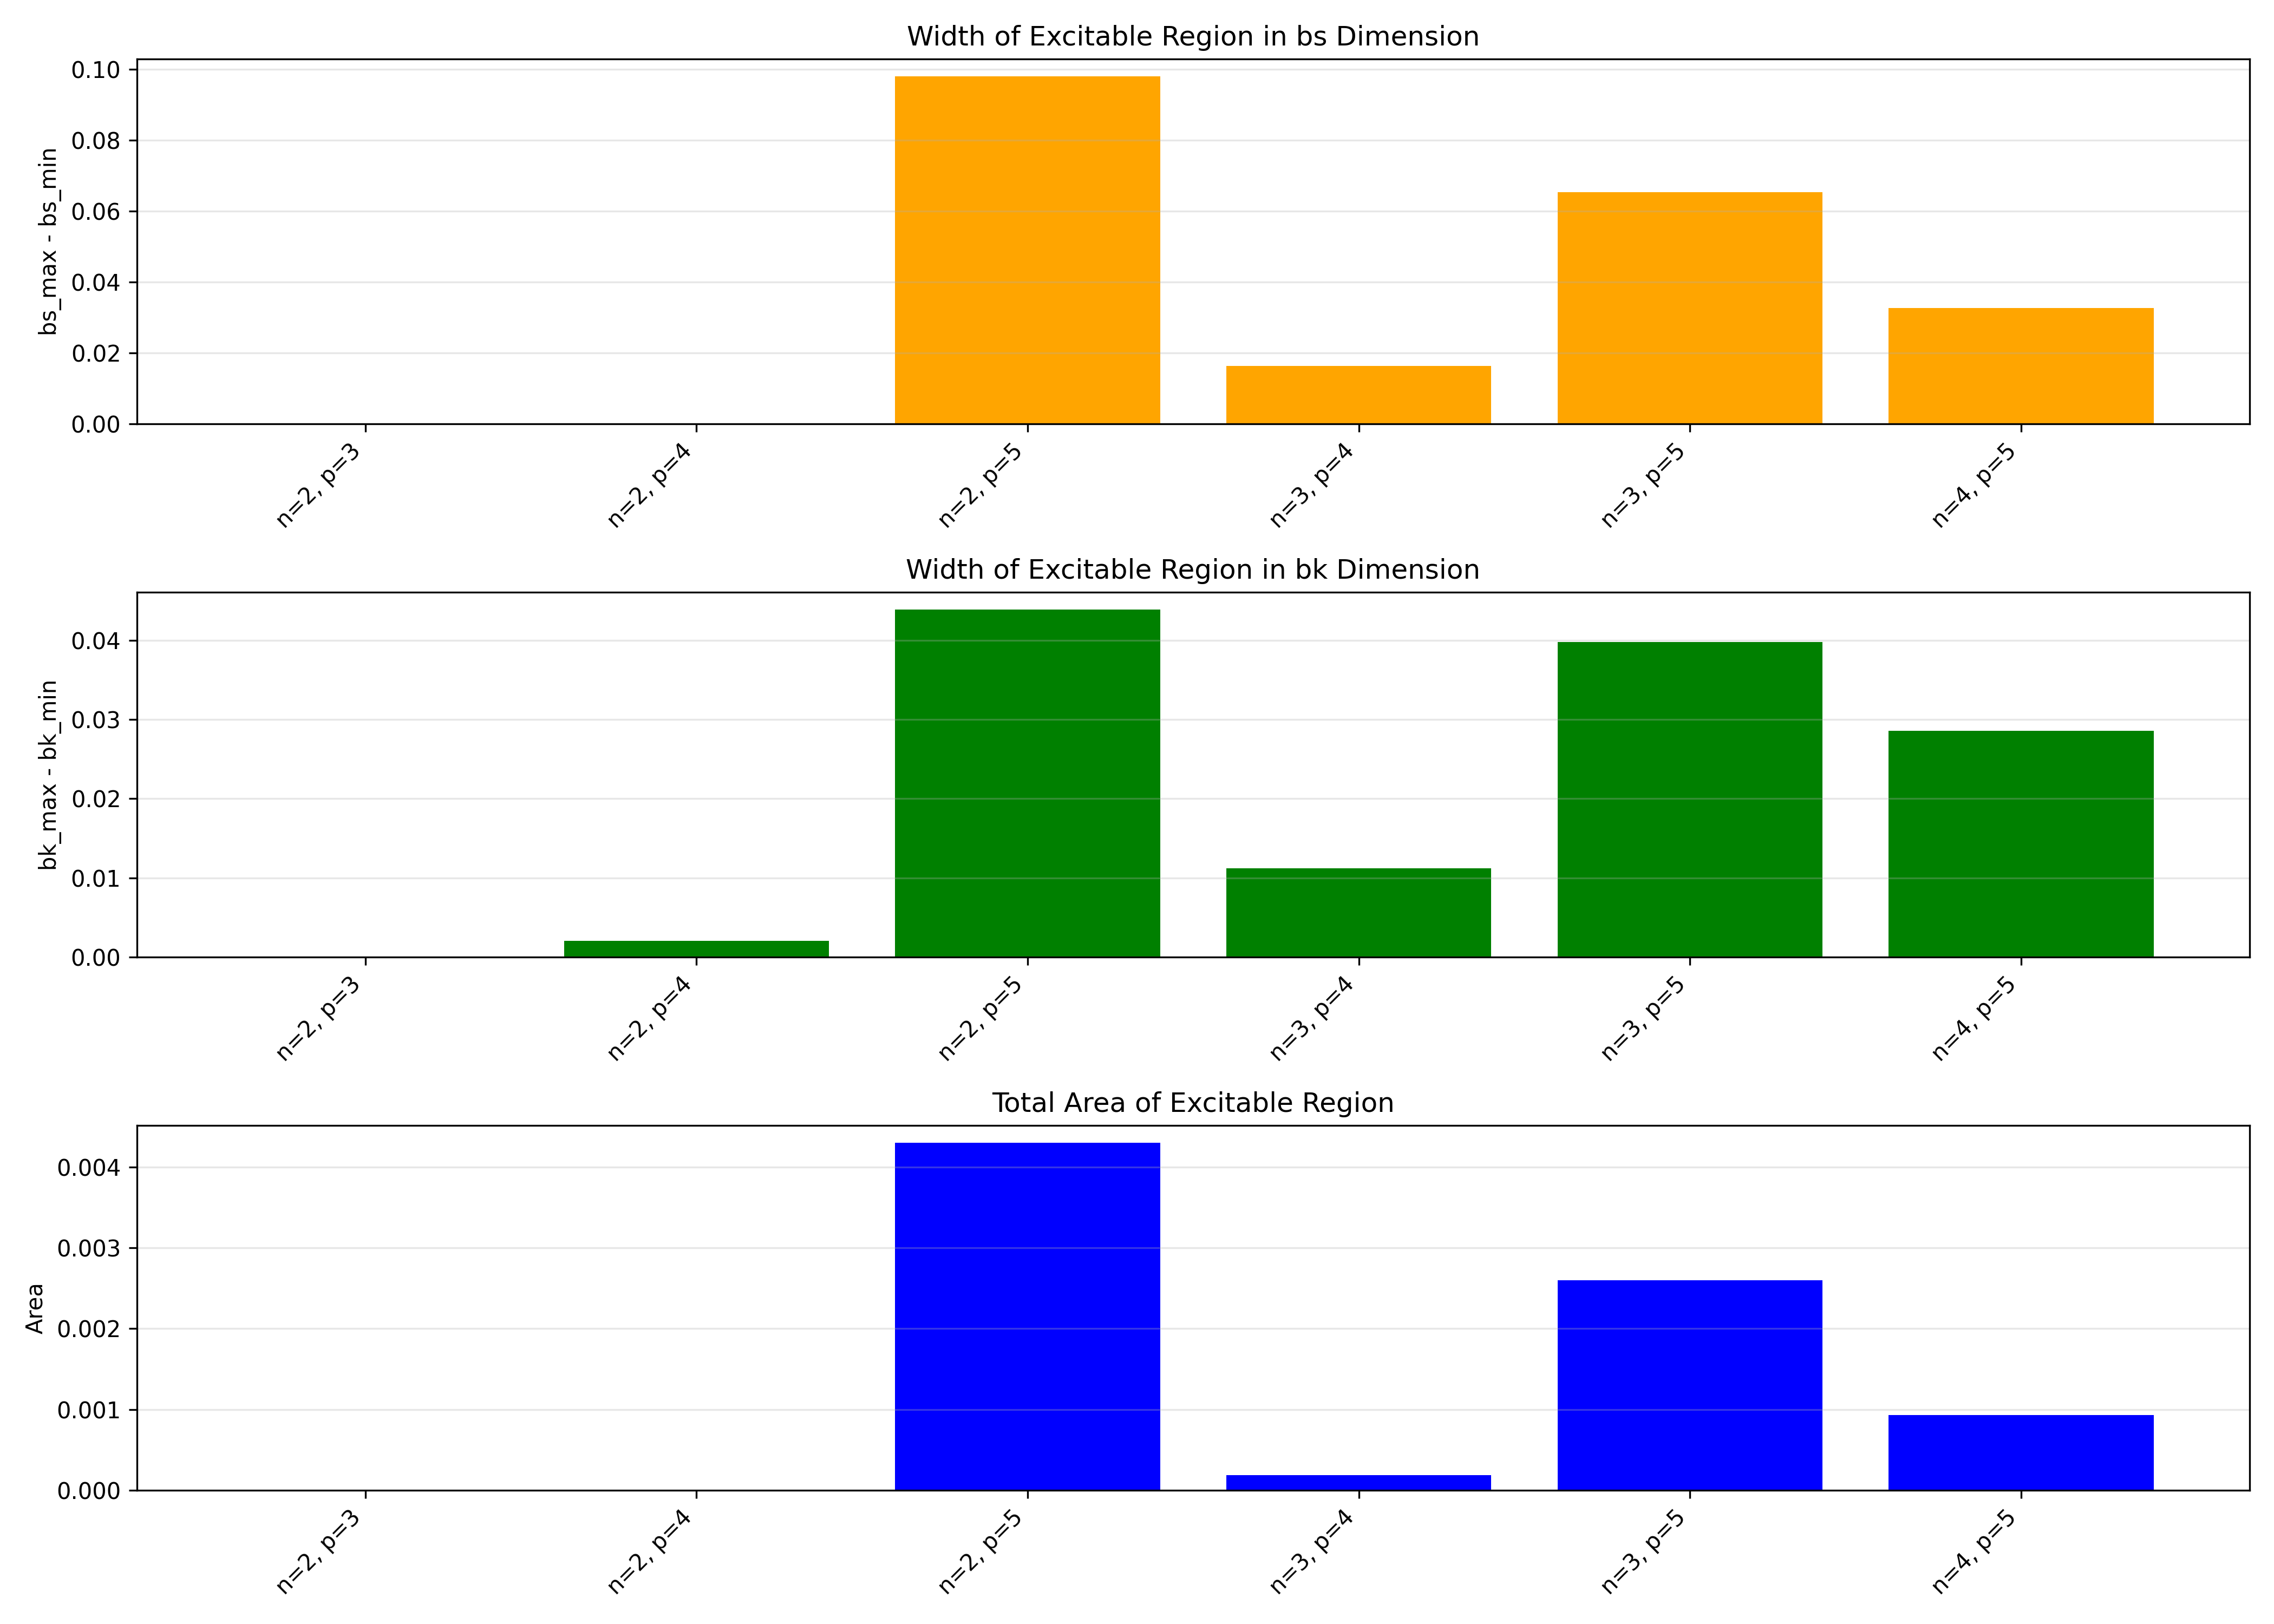 Width of Excitable Region in bs Dimension
bs_max - bs_min
0.10
0.08
0.06
0.04
0.02
0.00
n=2, p=3
n=2, p=4
n=2, p=5
n=3, p=4
n=3, p=5
n=4, p=5
Width of Excitable Region in bk Dimension
bk_max - bk_min
0.04
0.03
0.02
0.01
0.00
n=2, p=3
n=2, p=4
n=2, p=5
n=3, p=4
n=3, p=5
n=4, p=5
Total Area of Excitable Region
Area
0.004
0.003
0.002
0.001
0.000
n=2, p=3
n=2, p=4
n=2, p=5
n=3, p=4
n=3, p=5
n=4, p=5